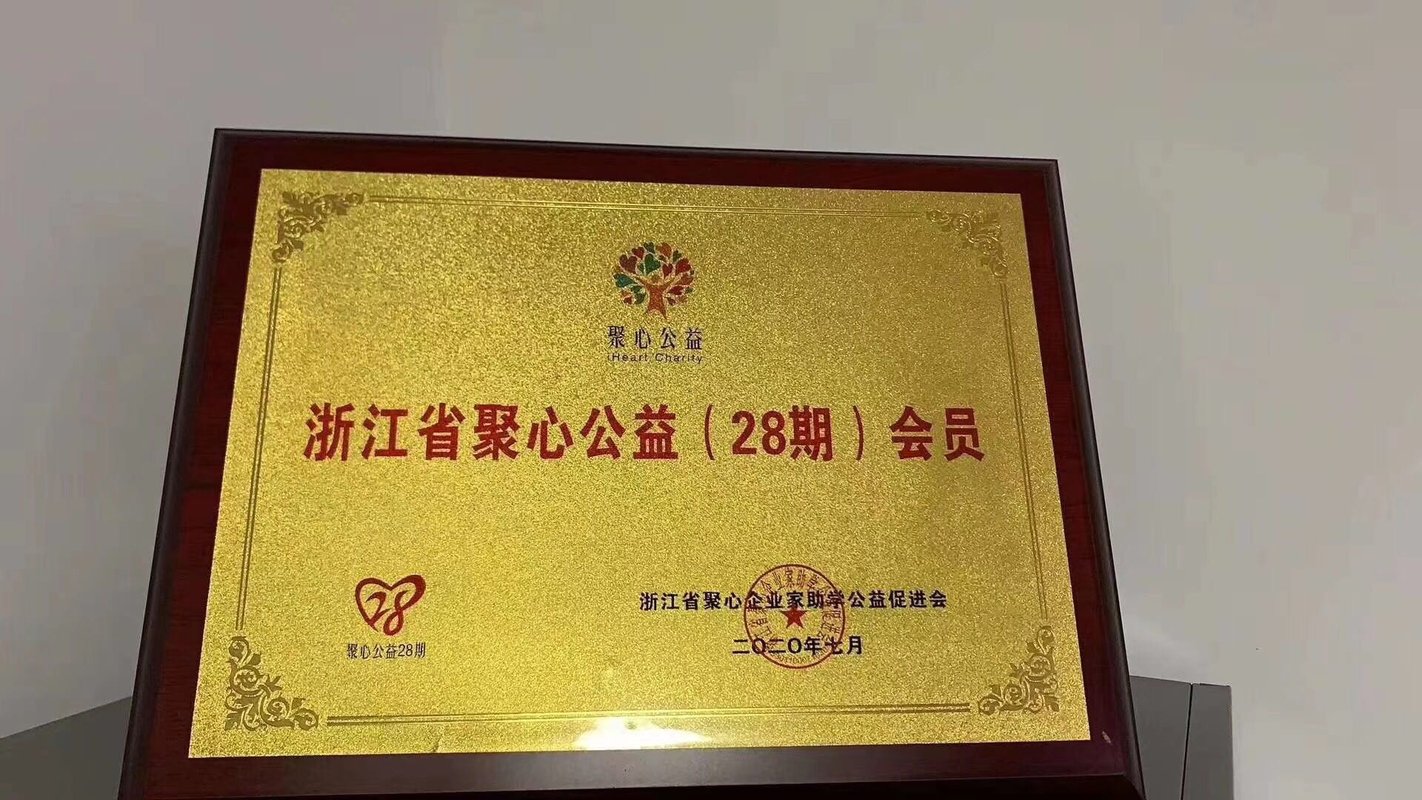 聚心公益
iHeart Charity
浙江省聚心公益（28期）会员
28
聚心公益28期
浙江省聚心企业家助学公益促进会
二〇二〇年七月